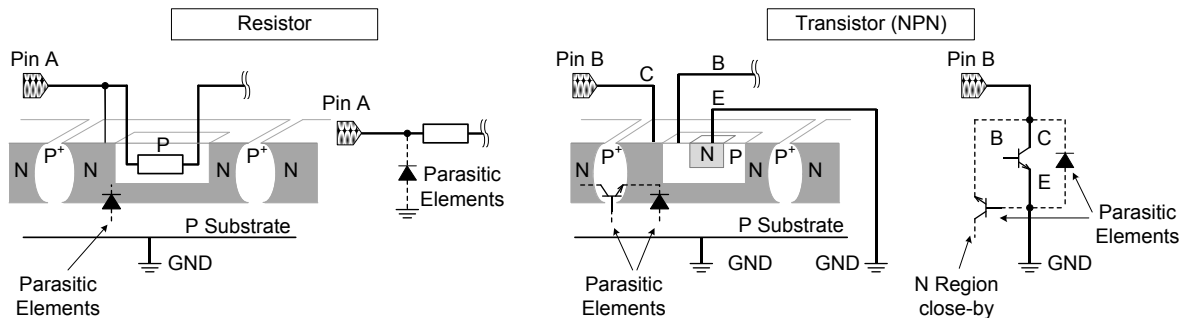 Resistor
Transistor (NPN)
Pin A
Pin B
Pin B
C
B
E
Pin A
P
B
C
N
P+
N
N
P+
N
N
P+
N
N
P
P+
N
N
E
Parasitic
Elements
Parasitic
Elements
P Substrate
P Substrate
GND
GND
GND
GND
Parasitic
Elements
Parasitic
Elements
N Region
close-by